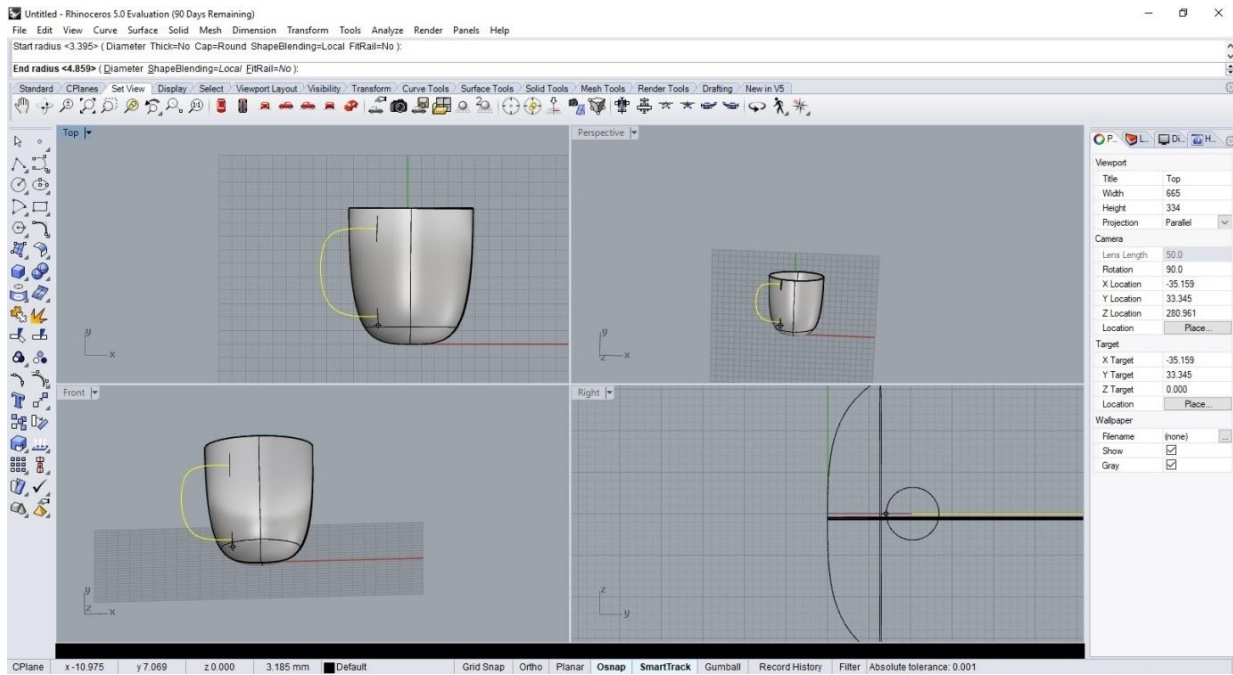 Untitled - Rhinoceros 5.0 Evaluation (90 Days Remaining)
File Edit View Curve Surface Solid Mesh Dimension Transform Tools Analyze Render Panels Help
Start radius <3.395> ( Diameter Thick=No Cap=Round ShapeBlending=Local FitRail=No ):
End radius <4.859> ( Diameter ShapeBlending=Local FitRail=No ):
Standard CPlanes Set View Display Select Viewport Layout Visibility Transform Curve Tools Surface Tools Solid Tools Mesh Tools Render Tools Drafting New in V5
Top
Perspective
P.. L.. Di.. H..
Viewport
Title Top
Width 665
Height 334
Projection Parallel
Camera
Lens Length 50.0
Rotation 90.0
X Location -35.159
Y Location 33.345
Z Location 280.961
Location Place...
Target
X Target -35.159
Y Target 33.345
Z Target 0.000
Location Place...
Wallpaper
Filename (none) ...
Show
Gray
y
x
y
z x
Front
Right
y
z x
z
y
CPlane x -10.975 y 7.069 z 0.000 3.185 mm Default Grid Snap Ortho Planar Osnap SmartTrack Gumball Record History Filter Absolute tolerance: 0.001